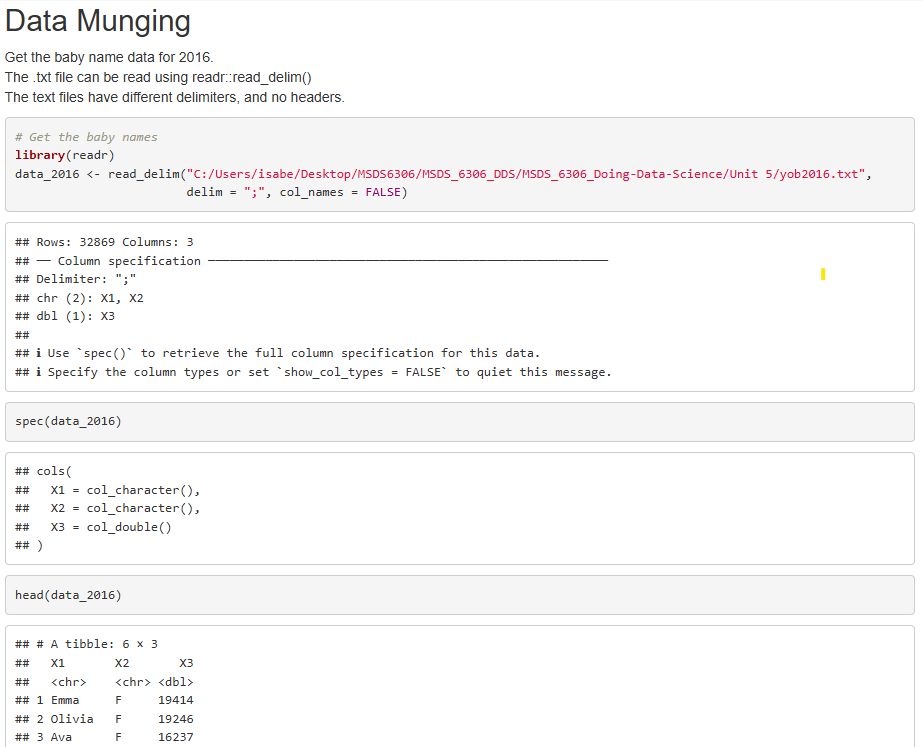 Data Munging
Get the baby name data for 2016.
The .txt file can be read using readr::read_delim()
The text files have different delimiters, and no headers.
# Get the baby names
library(readr)
data_2016 <- read_delim("C:/Users/isabe/Desktop/MSDS6306/MSDS_6306_DDS/MSDS_6306_Doing-Data-Science/Unit 5/yob2016.txt",
                        delim = ";", col_names = FALSE)
## Rows: 32869 Columns: 3
## ── Column specification ────────────────────────────────────────────────────────
## Delimiter: ";"
## chr (2): X1, X2
## dbl (1): X3
##
## ℹ Use `spec()` to retrieve the full column specification for this data.
## ℹ Specify the column types or set `show_col_types = FALSE` to quiet this message.
spec(data_2016)
## cols(
##   X1 = col_character(),
##   X2 = col_character(),
##   X3 = col_double()
## )
head(data_2016)
## # A tibble: 6 × 3
##   X1       X2       X3
##   <chr>    <chr> <dbl>
## 1 Emma     F     19414
## 2 Olivia   F     19246
## 3 Ava      F     16237